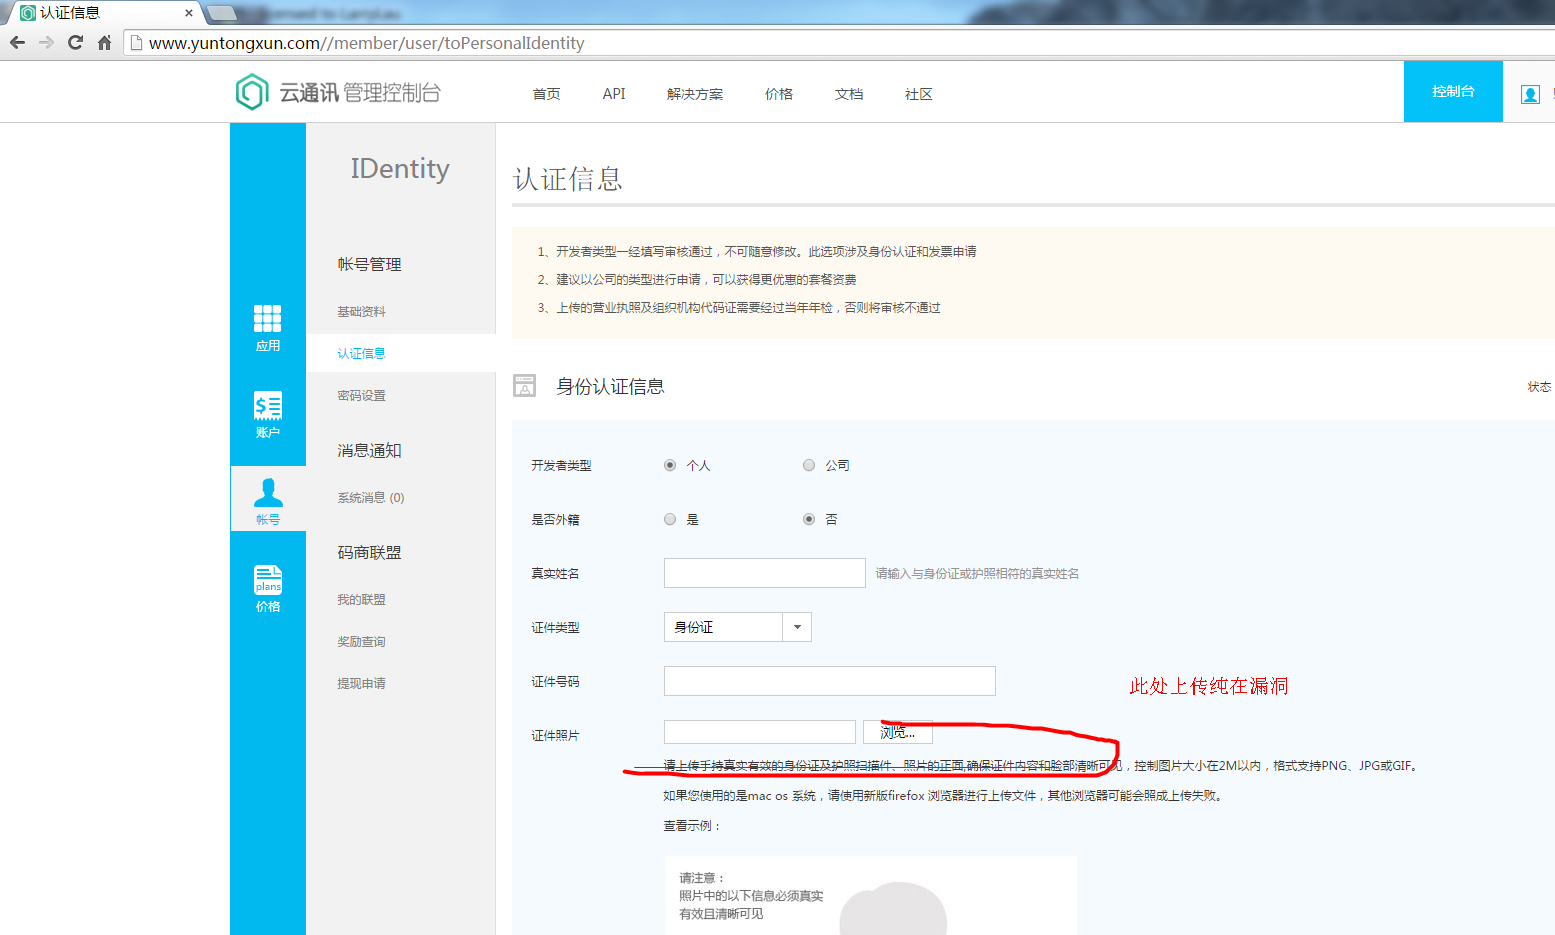 认证信息
www.yuntongxun.com//member/user/toPersonalIdentity
云通讯 管理控制台
首页
API
解决方案
价格
文档
社区
控制台
应用
账户
帐号
plans
价格
IDentity
帐号管理
基础资料
认证信息
密码设置
消息通知
系统消息 (0)
码商联盟
我的联盟
奖励查询
提现申请
认证信息
1、开发者类型一经填写审核通过，不可随意修改。此选项涉及身份认证和发票申请
2、建议以公司的类型进行申请，可以获得更优惠的套餐资费
3、上传的营业执照及组织机构代码证需要经过当年年检，否则将审核不通过
身份认证信息
状态
开发者类型 个人 公司
是否外籍 是 否
真实姓名 请输入与身份证或护照相符的真实姓名
证件类型 身份证
证件号码
此处上传纯在漏洞
证件照片 浏览...
请上传手持真实有效的身份证及护照扫描件、照片的正面,确保证件内容和脸部清晰可见，控制图片大小在2M以内，格式支持PNG、JPG或GIF。
如果您使用的是mac os 系统，请使用新版firefox 浏览器进行上传文件，其他浏览器可能会照成上传失败。
查看示例：
请注意：
照片中的以下信息必须真实
有效且清晰可见